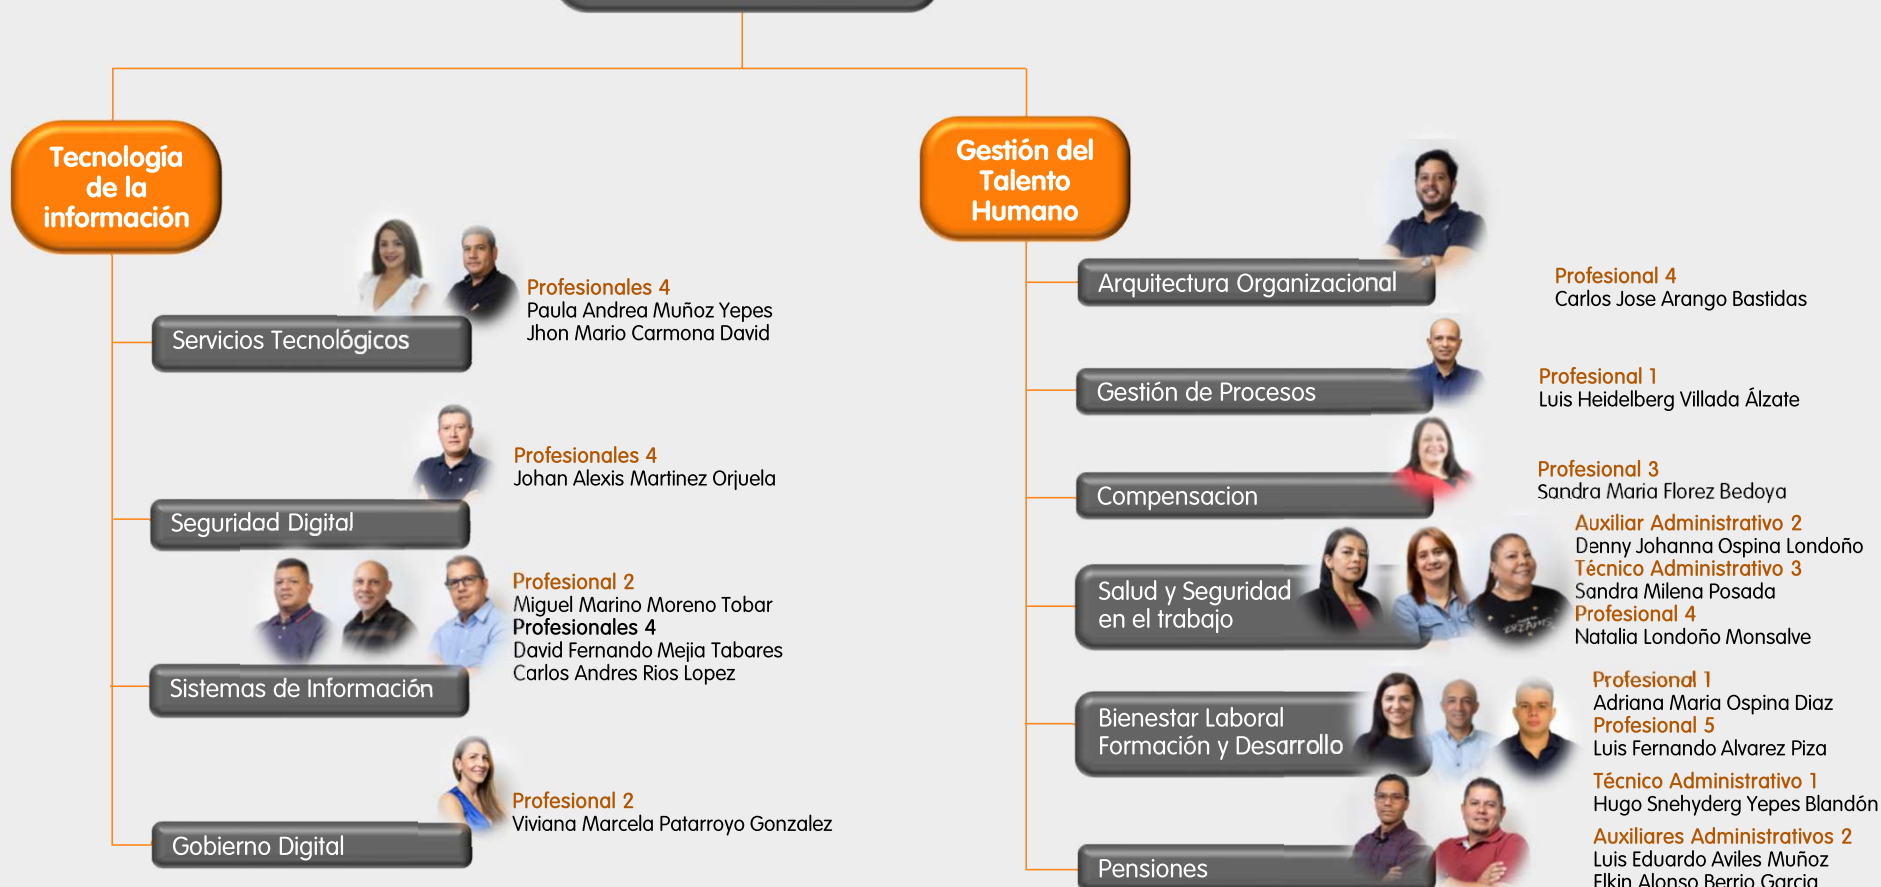 Tecnología
de la
información
Profesionales 4
Paula Andrea Muñoz Yepes
Jhon Mario Carmona David
Servicios Tecnológicos
Profesionales 4
Johan Alexis Martinez Orjuela
Seguridad Digital
Profesional 2
Miguel Marino Moreno Tobar
Profesionales 4
David Fernando Mejia Tabares
Carlos Andres Rios Lopez
Sistemas de Información
Profesional 2
Viviana Marcela Patarroyo Gonzalez
Gobierno Digital
Gestión del
Talento
Humano
Arquitectura Organizacional
Profesional 4
Carlos Jose Arango Bastidas
Gestión de Procesos
Profesional 1
Luis Heidelberg Villada Álzate
Compensacion
Profesional 3
Sandra Maria Florez Bedoya
Salud y Seguridad
en el trabajo
Auxiliar Administrativo 2
Denny Johanna Ospina Londoño
Técnico Administrativo 3
Sandra Milena Posada
Profesional 4
Natalia Londoño Monsalve
Bienestar Laboral
Formación y Desarrollo
Profesional 1
Adriana Maria Ospina Diaz
Profesional 5
Luis Fernando Alvarez Piza
Técnico Administrativo 1
Hugo Snehyderg Yepes Blandón
Pensiones
Auxiliares Administrativos 2
Luis Eduardo Aviles Muñoz
Elkin Alonso Berrio Garcia